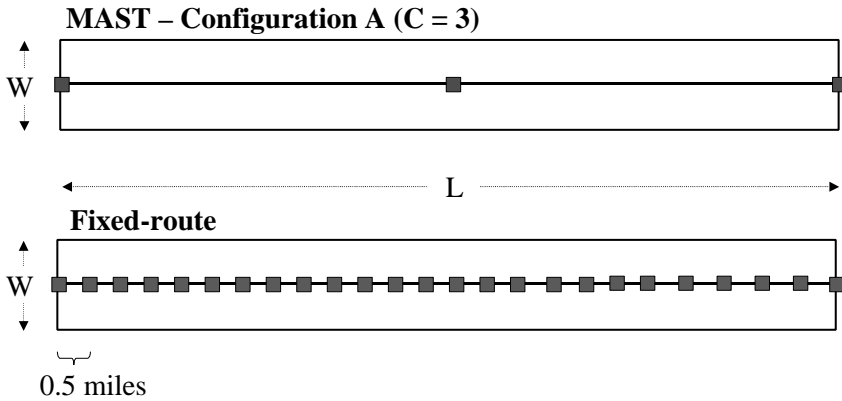 MAST – Configuration A (C = 3)
W
L
Fixed-route
W
0.5 miles